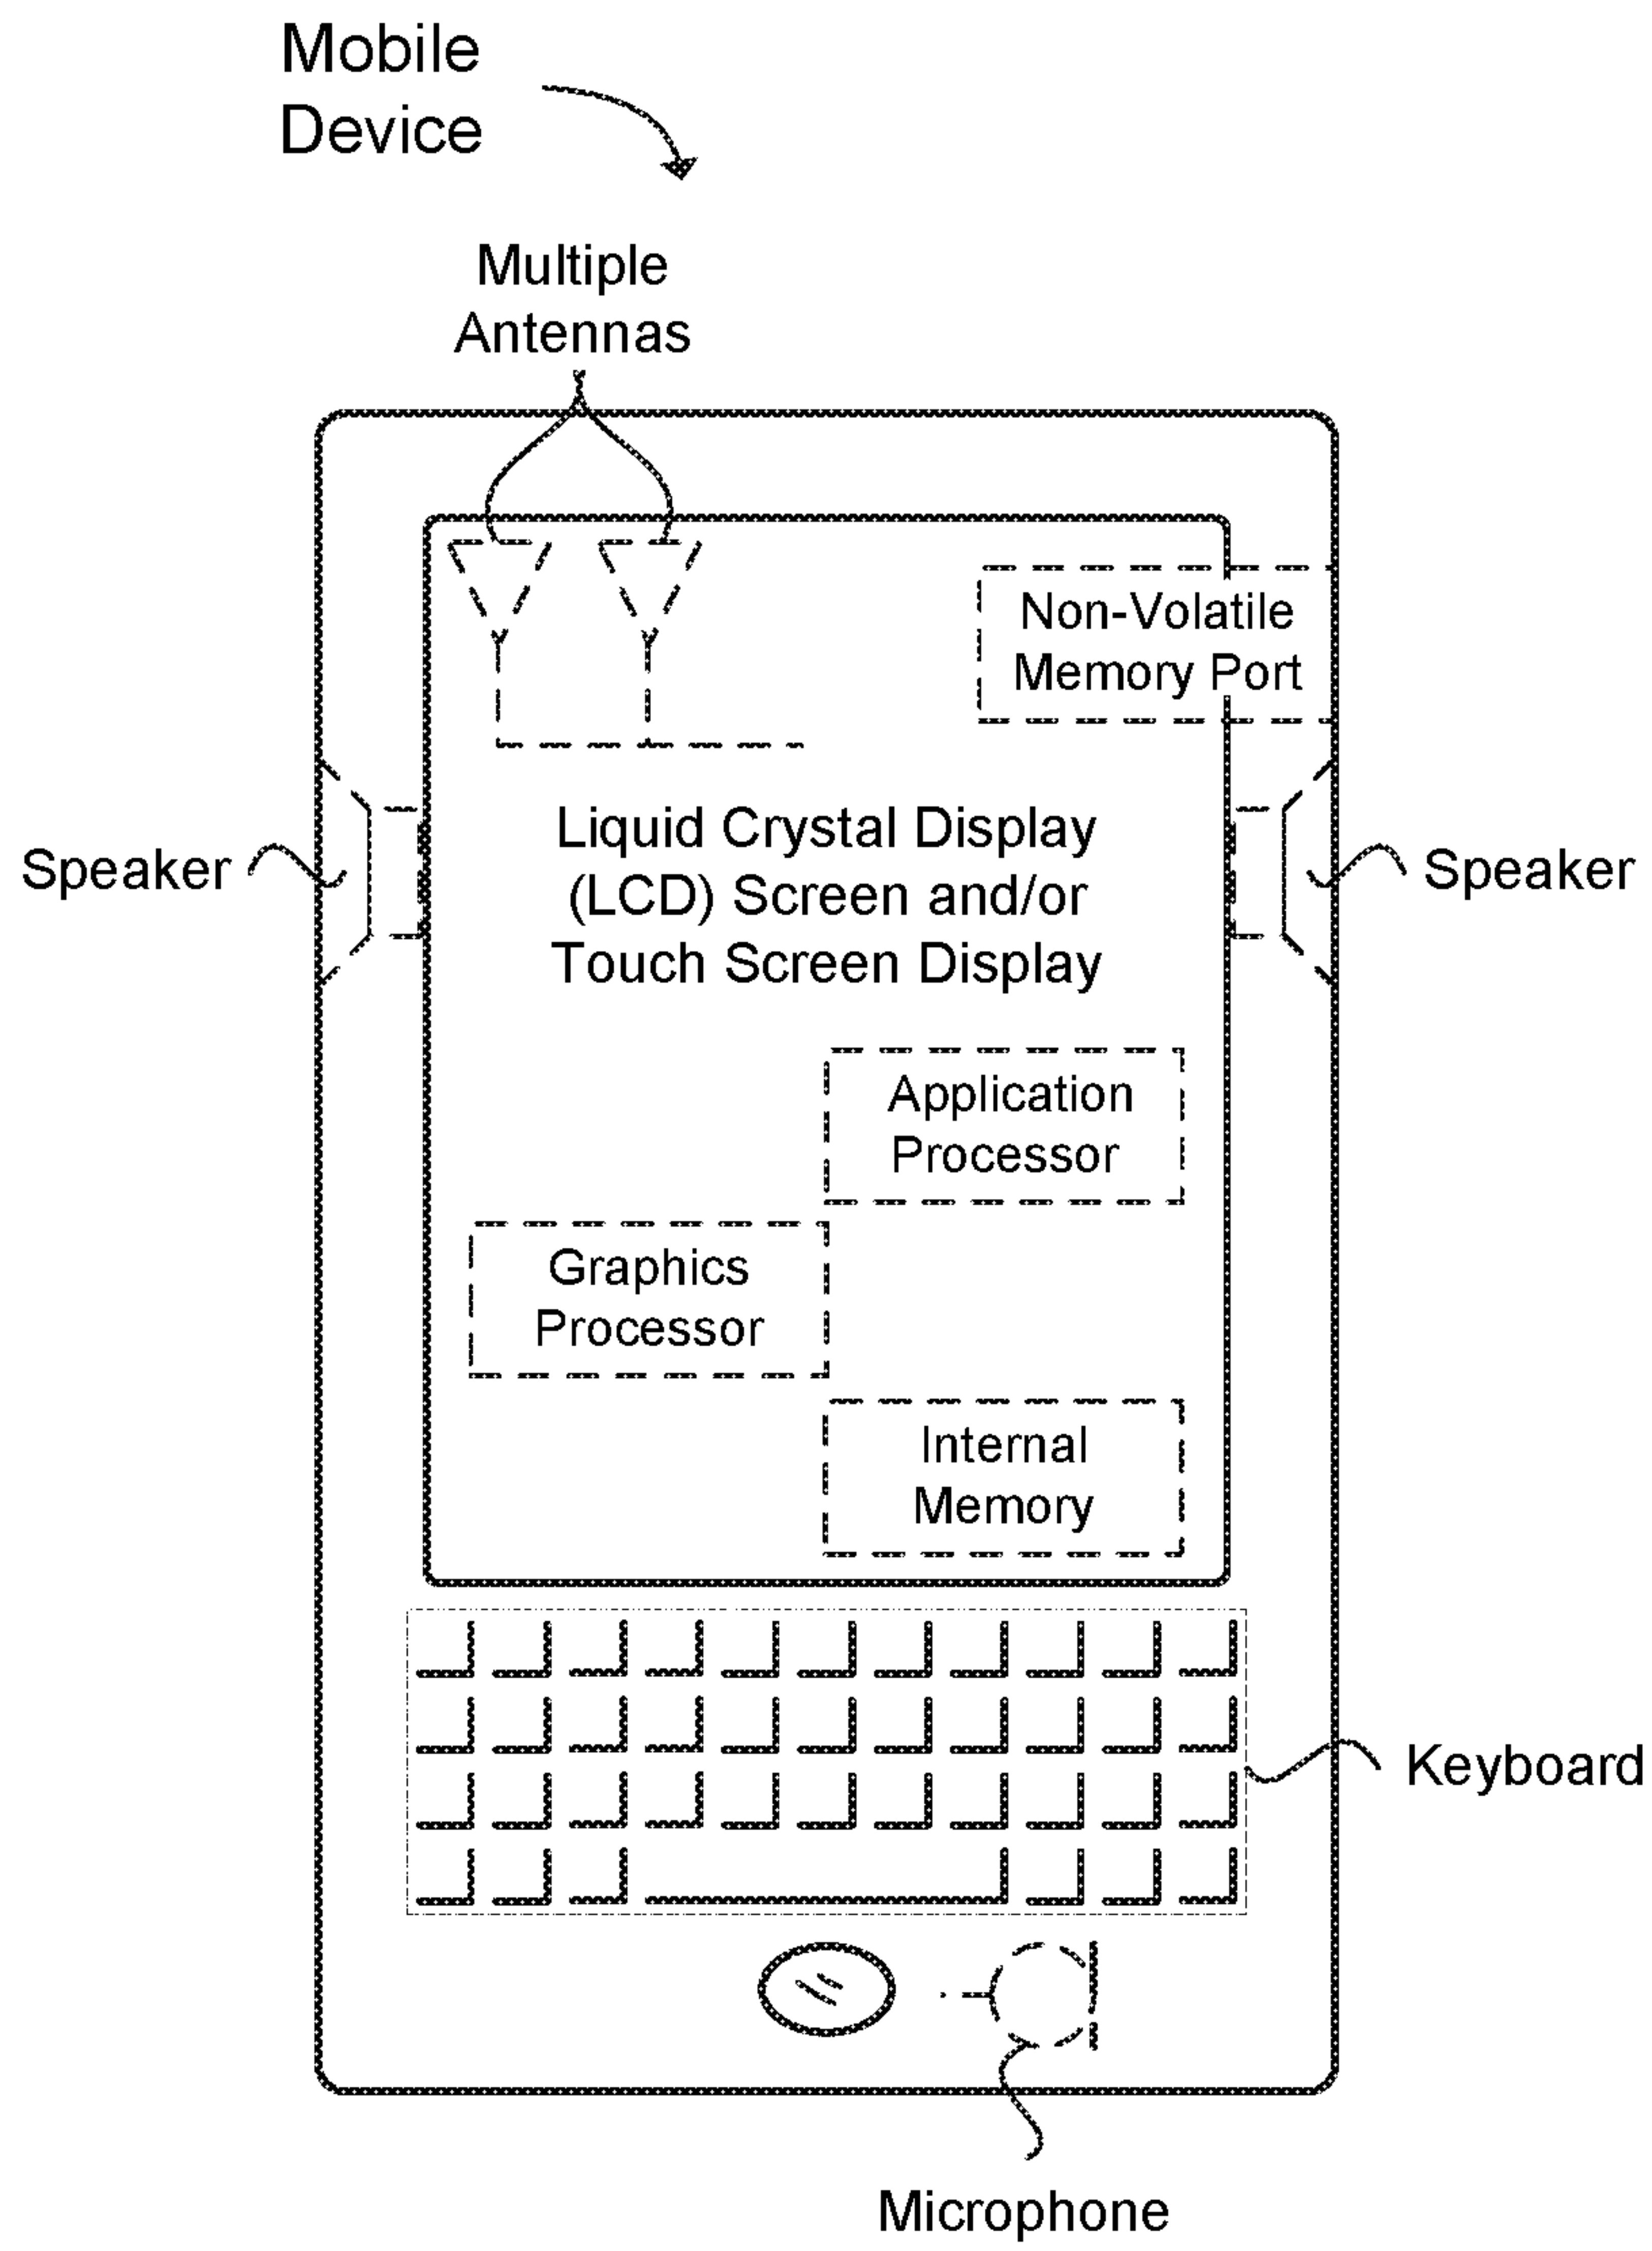 Mobile
Device
Multiple
Antennas
Non-Volatile
Memory Port
Speaker
Liquid Crystal Display
(LCD) Screen and/or
Touch Screen Display
Speaker
Application
Processor
Graphics
Processor
Internal
Memory
Keyboard
Microphone